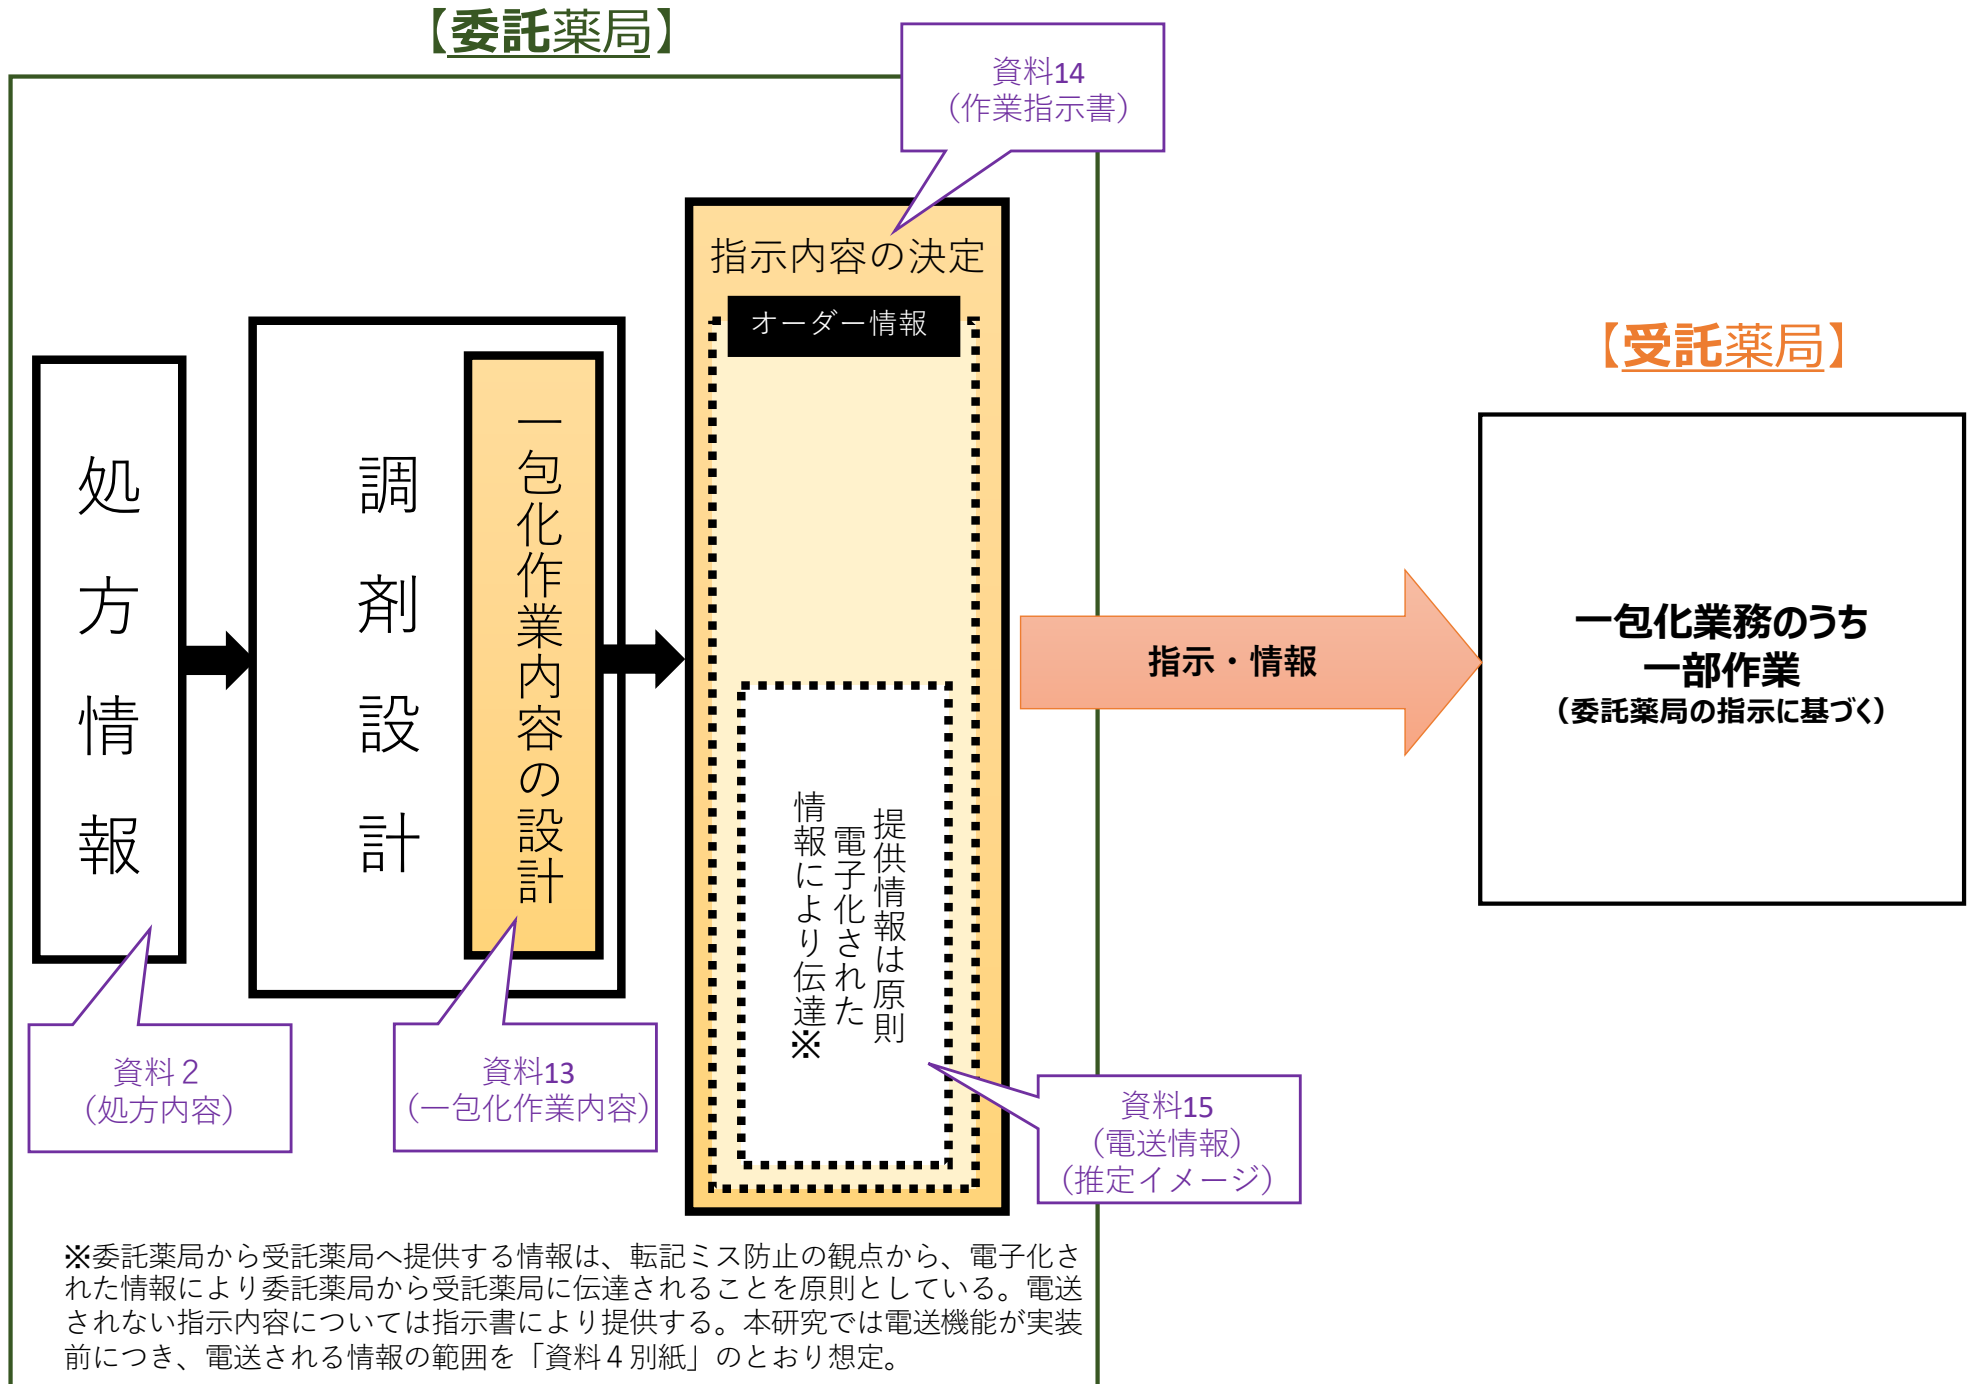 【委託薬局】
資料14
（作業指示書）
指示内容の決定
オーダー情報
【受託薬局】
処方情報
調剤設計
一包化作業内容の設計
提供情報は原則
電子化された
情報により伝達※
指示・情報
一包化業務のうち
一部作業
（委託薬局の指示に基づく）
資料２
（処方内容）
資料13
（一包化作業内容）
資料15
（電送情報）
（推定イメージ）
※委託薬局から受託薬局へ提供する情報は、転記ミス防止の観点から、電子化さ
れた情報により委託薬局から受託薬局に伝達されることを原則としている。電送
されない指示内容については指示書により提供する。本研究では電送機能が実装
前につき、電送される情報の範囲を「資料４別紙」のとおり想定。